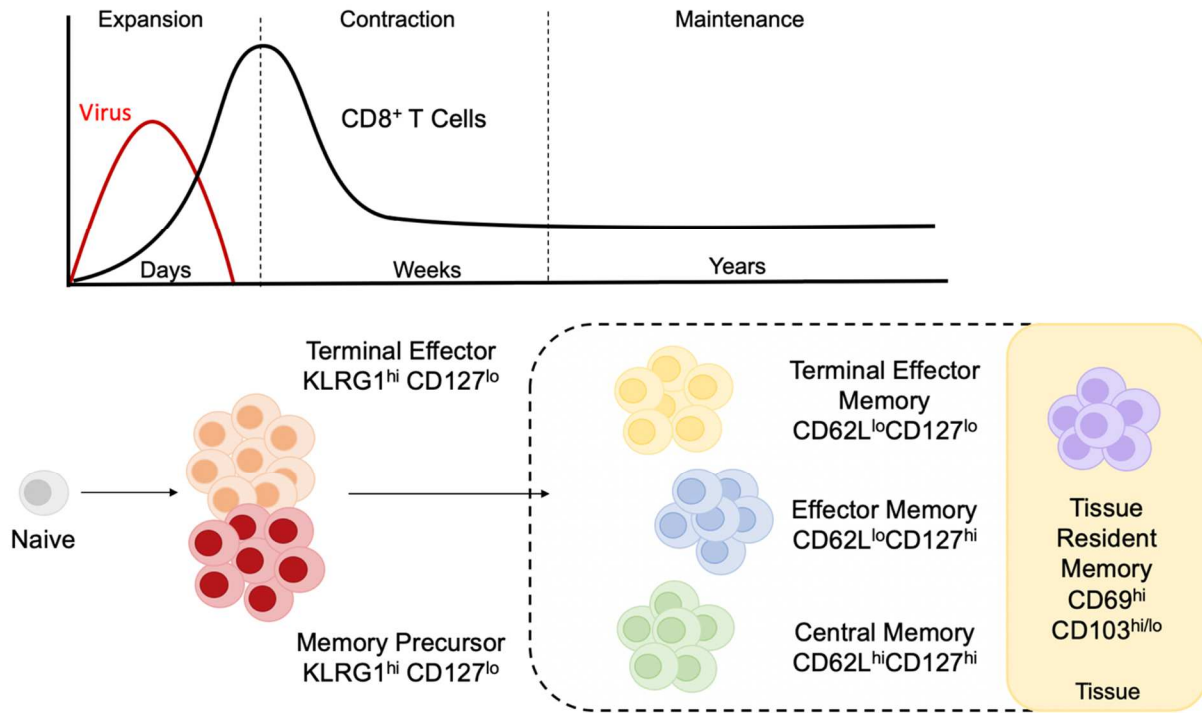 Expansion
Contraction
Maintenance
Virus
CD8⁺ T Cells
Days
Weeks
Years
Terminal Effector
KLRG1ʰⁱ CD127ˡᵒ
Naive
Memory Precursor
KLRG1ʰⁱ CD127ˡᵒ
Terminal Effector
Memory
CD62LˡᵒCD127ˡᵒ
Effector Memory
CD62LˡᵒCD127ʰⁱ
Central Memory
CD62LʰⁱCD127ʰⁱ
Tissue
Resident
Memory
CD69ʰⁱ
CD103ʰⁱ/ˡᵒ
Tissue